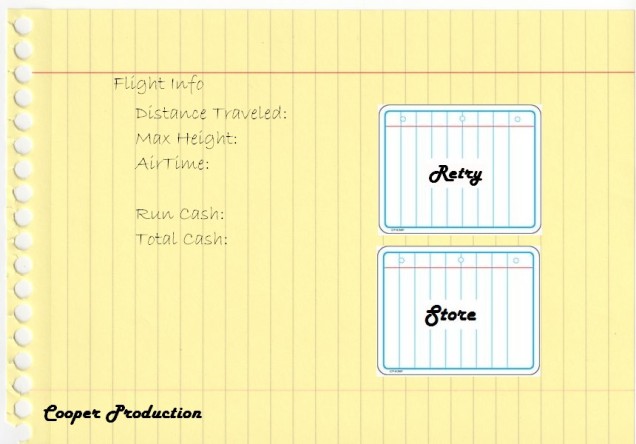 Flight Info
Distance Traveled:
Max Height:
AirTime:
Run Cash:
Total Cash:
Retry
Store
Cooper Production